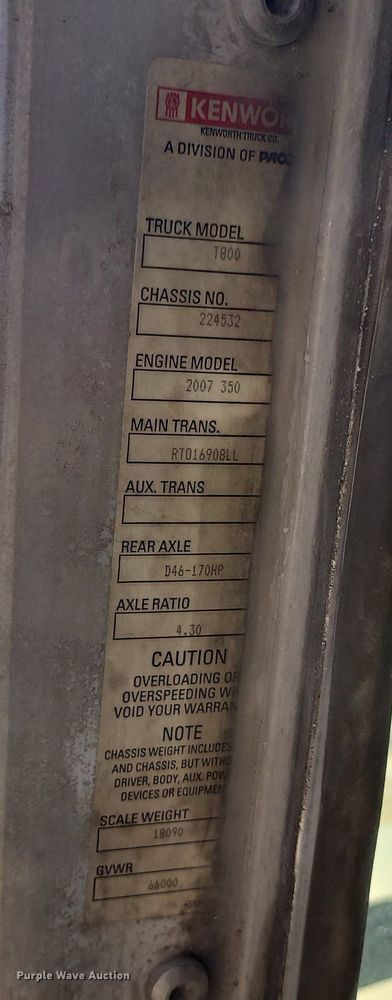 KENWOR
KENWORTH TRUCK CO.
A DIVISION OF PACC
TRUCK MODEL
T800
CHASSIS NO.
224532
ENGINE MODEL
2007 350
MAIN TRANS.
RTO16908LL
AUX. TRANS
REAR AXLE
D46-170HP
AXLE RATIO
4.30
CAUTION
OVERLOADING OR
OVERSPEEDING WI
VOID YOUR WARRAN
NOTE
CHASSIS WEIGHT INCLUDES
AND CHASSIS, BUT WITHO
DRIVER, BODY, AUX. POW
DEVICES OR EQUIPMEN
SCALE WEIGHT
18090
GVWR
66000
Purple Wave Auction